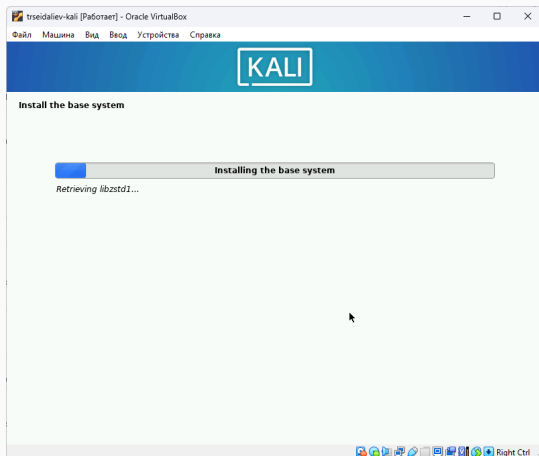 trseidaliev-kali [Работает] - Oracle VirtualBox
Файл Машина Вид Ввод Устройства Справка
KALI
Install the base system
Installing the base system
Retrieving libzstd1...
Right Ctrl